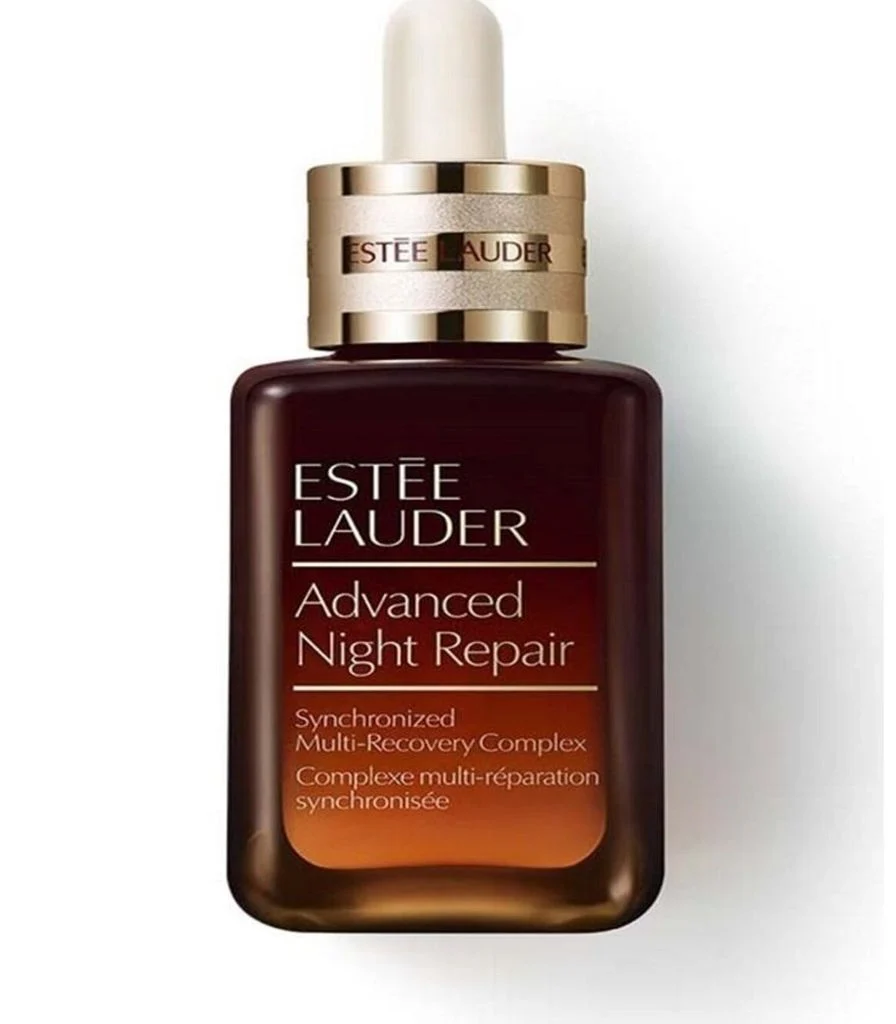 ESTĒE LAUDER
ESTĒE
LAUDER
Advanced
Night Repair
Synchronized
Multi-Recovery Complex
Complexe multi-réparation
synchronisée